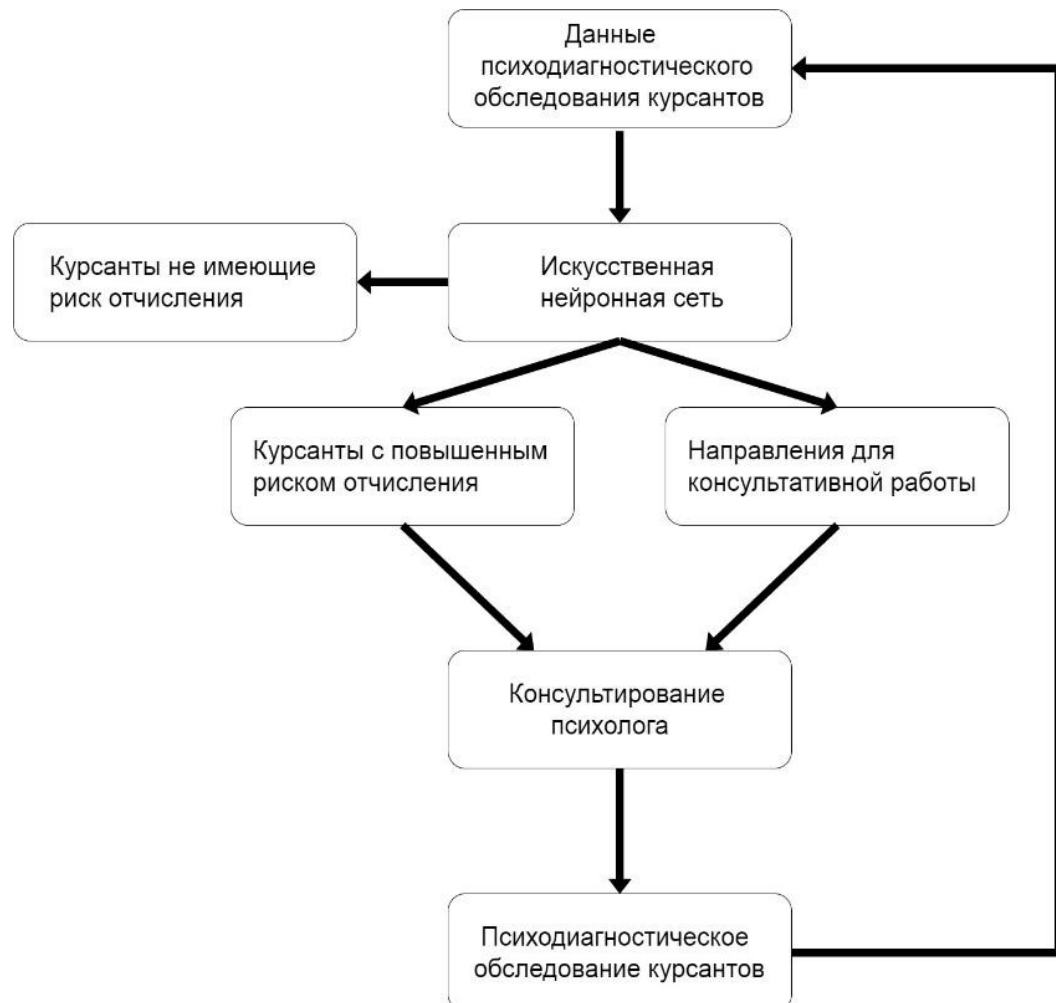 Данные
психодиагностического
обследования курсантов
Курсанты не имеющие
риск отчисления
Искусственная
нейронная сеть
Курсанты с повышенным
риском отчисления
Направления для
консультативной работы
Консультирование
психолога
Психодиагностическое
обследование курсантов